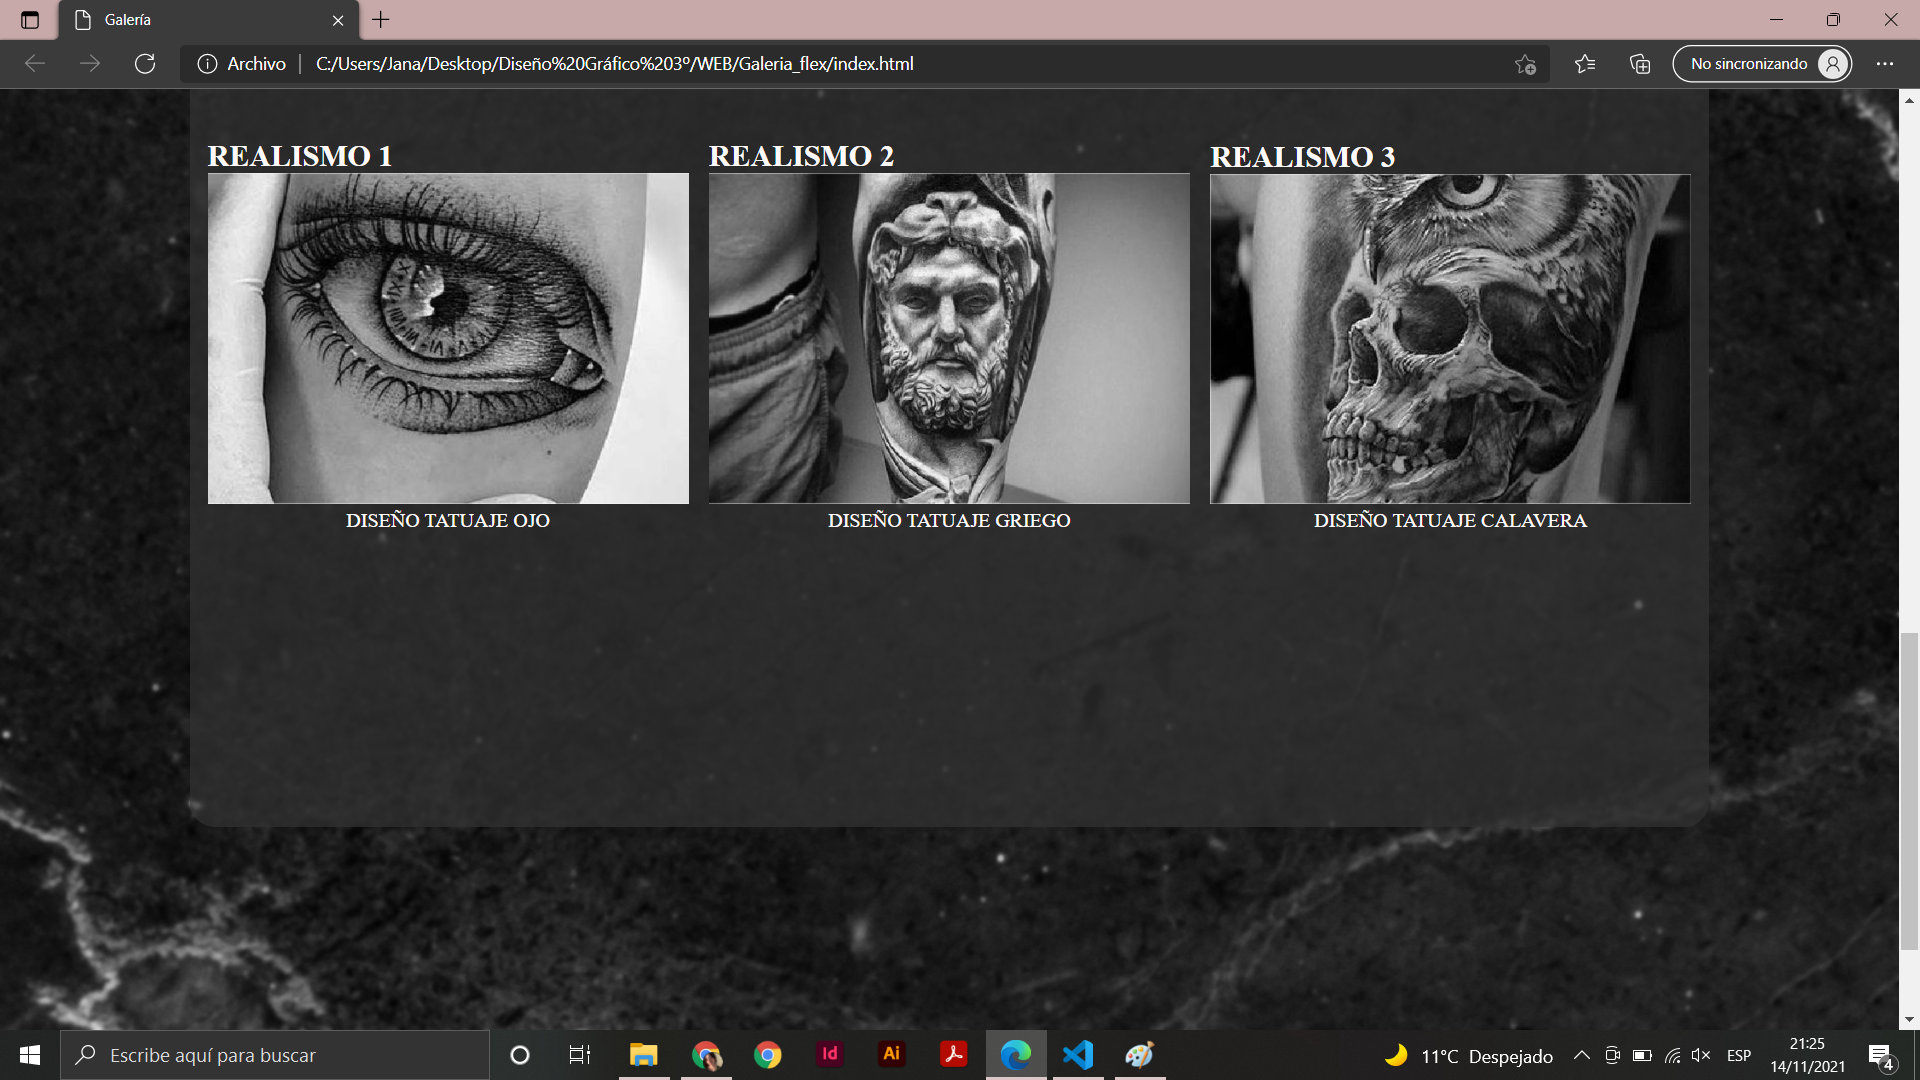 Galería
Archivo
C:/Users/Jana/Desktop/Diseño%20Gráfico%203º/WEB/Galeria_flex/index.html
No sincronizando
REALISMO 1
REALISMO 2
REALISMO 3
DISEÑO TATUAJE OJO
DISEÑO TATUAJE GRIEGO
DISEÑO TATUAJE CALAVERA
Escribe aquí para buscar
Id
Ai
11°C Despejado
ESP
21:25
14/11/2021
4